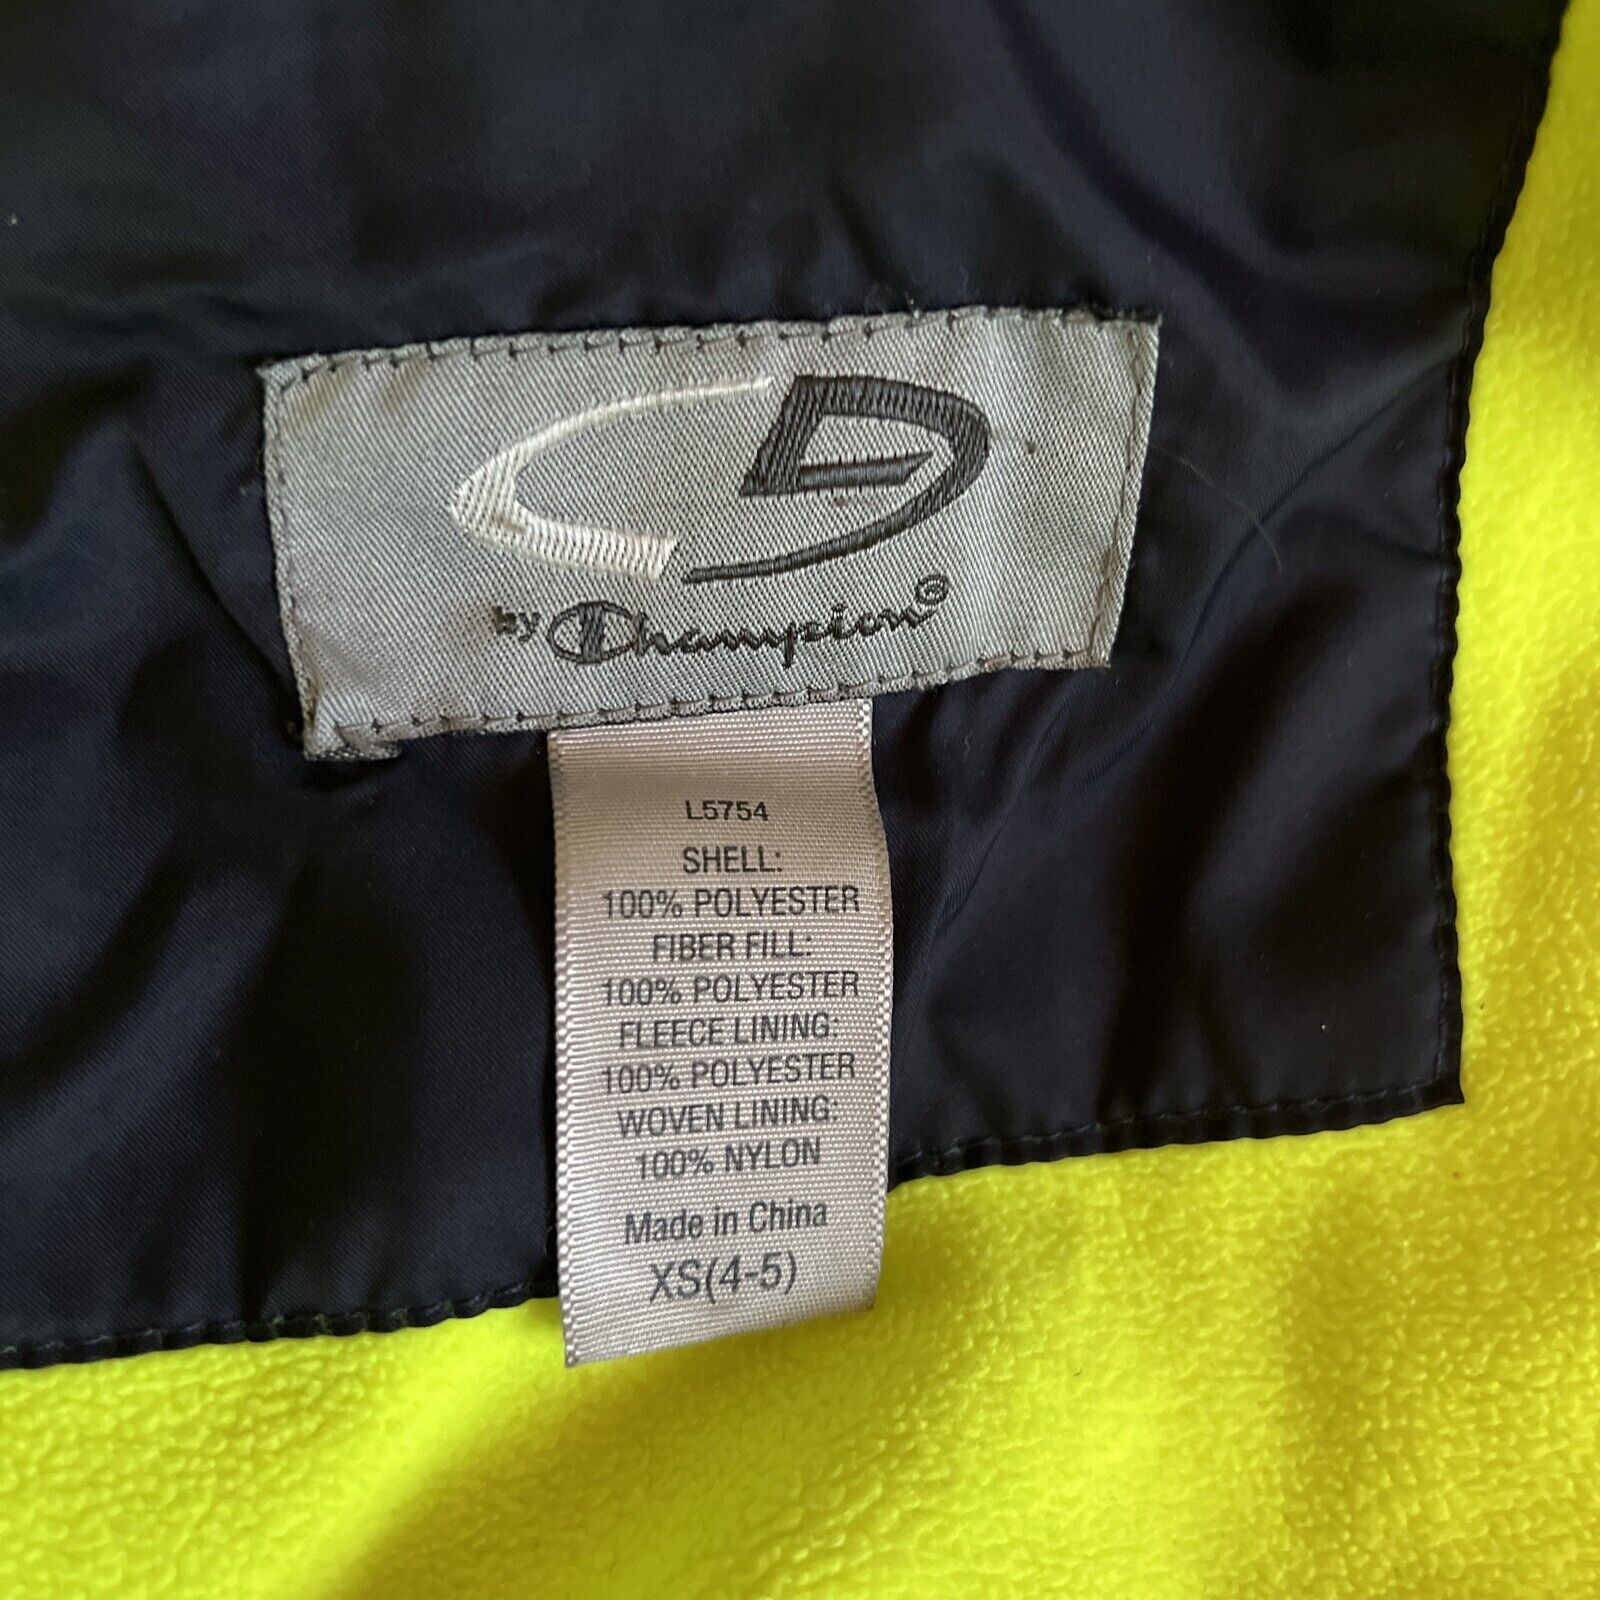 by Champion®
L5754
SHELL:
100% POLYESTER
FIBER FILL:
100% POLYESTER
FLEECE LINING:
100% POLYESTER
WOVEN LINING:
100% NYLON
Made in China
XS(4-5)